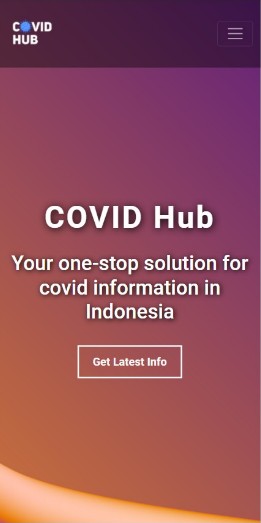 COVID
HUB
COVID Hub
Your one-stop solution for
covid information in
Indonesia
Get Latest Info